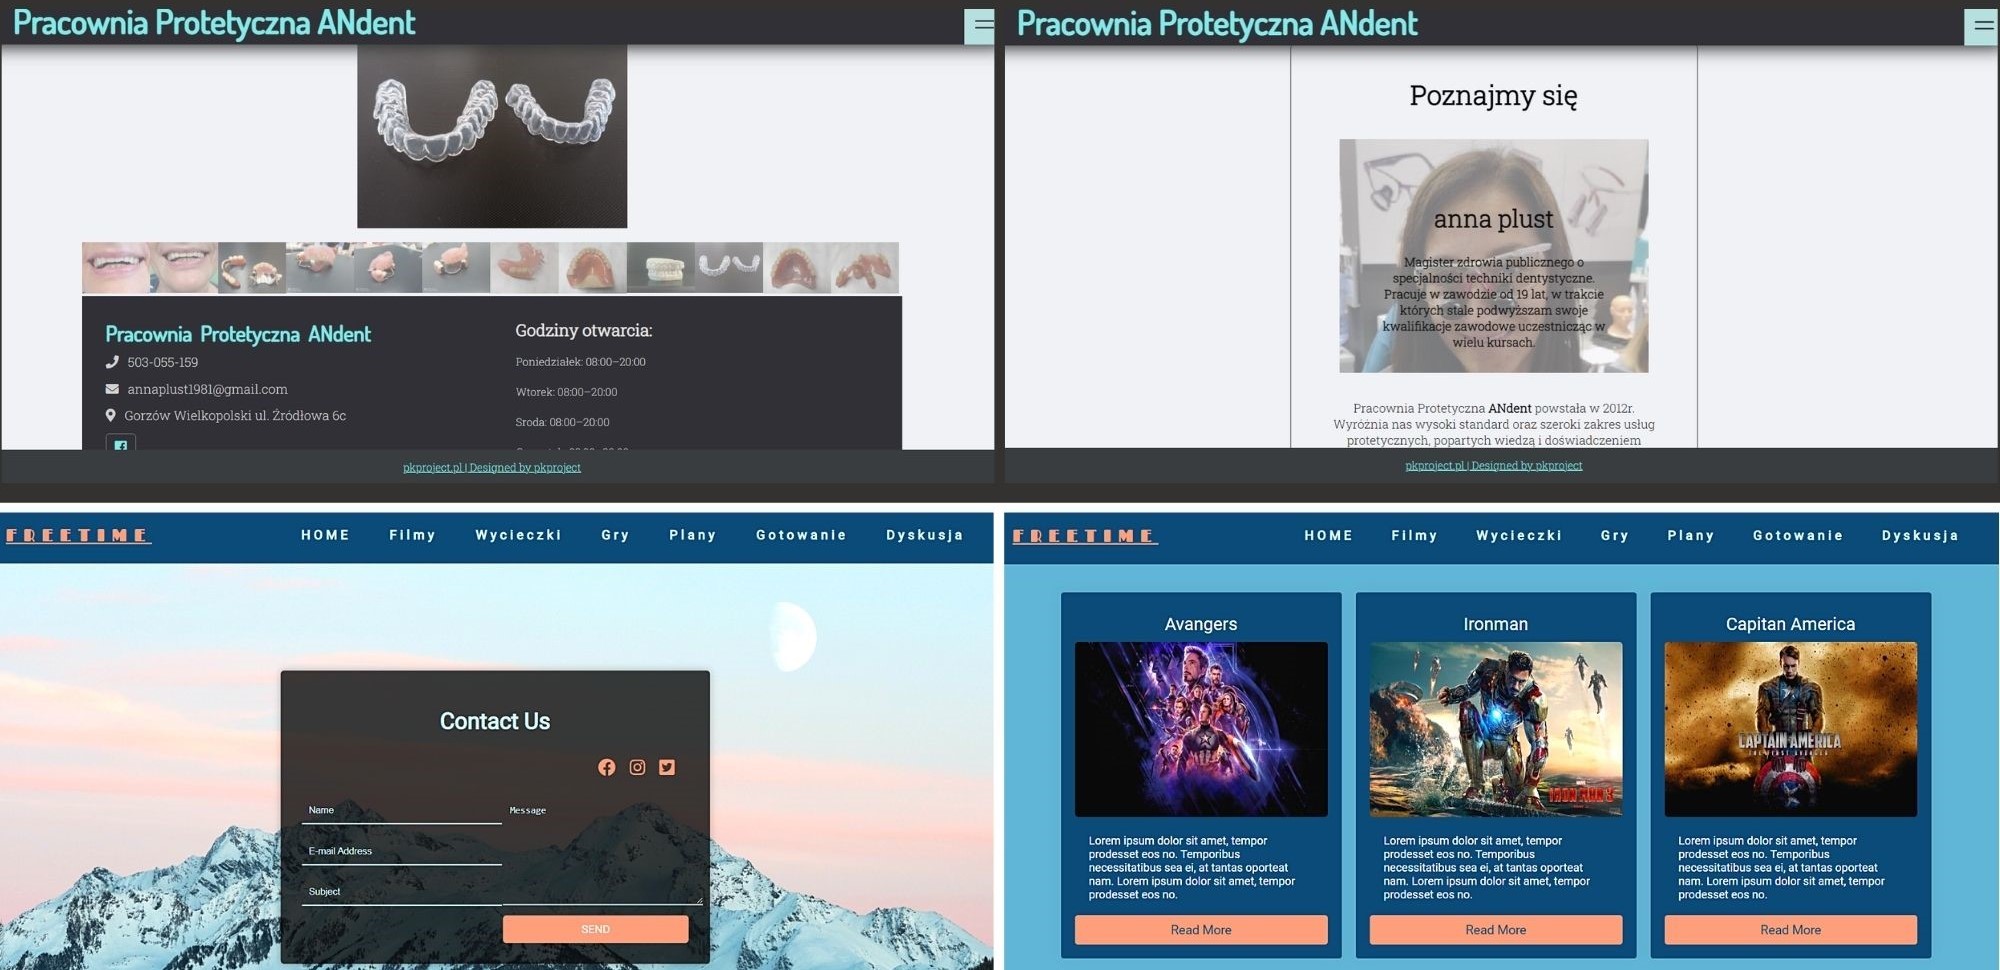 Pracownia Protetyczna ANdent
Pracownia Protetyczna ANdent
503-055-159
annaplust1981@gmail.com
Gorzów Wielkopolski ul. Źródłowa 6c
Godziny otwarcia:
Poniedziałek: 08:00–20:00
Wtorek: 08:00–20:00
Sroda: 08:00–20:00
pkproject.pl | Designed by pkproject
Pracownia Protetyczna ANdent
Poznajmy się
anna plust
Magister zdrowia publicznego o
specjalności techniki dentystyczne.
Pracuje w zawodzie od 19 lat, w trakcie
których stale podwyższam swoje
kwalifikacje zawodowe uczestnicząc w
wielu kursach.
Pracownia Protetyczna ANdent powstała w 2012r.
Wyróżnia nas wysoki standard oraz szeroki zakres usług
protetycznych, popartych wiedzą i doświadczeniem
pkproject.pl | Designed by pkproject
FREETIME HOME Filmy Wycieczki Gry Plany Gotowanie Dyskusja
Contact Us
Name
Message
E-mail Address
Subject
SEND
FREETIME HOME Filmy Wycieczki Gry Plany Gotowanie Dyskusja
Avangers
Lorem ipsum dolor sit amet, tempor
prodesset eos no. Temporibus
necessitatibus sea ei, at tantas oporteat
nam. Lorem ipsum dolor sit amet, tempor
prodesset eos no.
Read More
Ironman
IRON MAN 3
Lorem ipsum dolor sit amet, tempor
prodesset eos no. Temporibus
necessitatibus sea ei, at tantas oporteat
nam. Lorem ipsum dolor sit amet, tempor
prodesset eos no.
Read More
Capitan America
CAPTAIN AMERICA
THE FIRST AVENGER
Lorem ipsum dolor sit amet, tempor
prodesset eos no. Temporibus
necessitatibus sea ei, at tantas oporteat
nam. Lorem ipsum dolor sit amet, tempor
prodesset eos no.
Read More